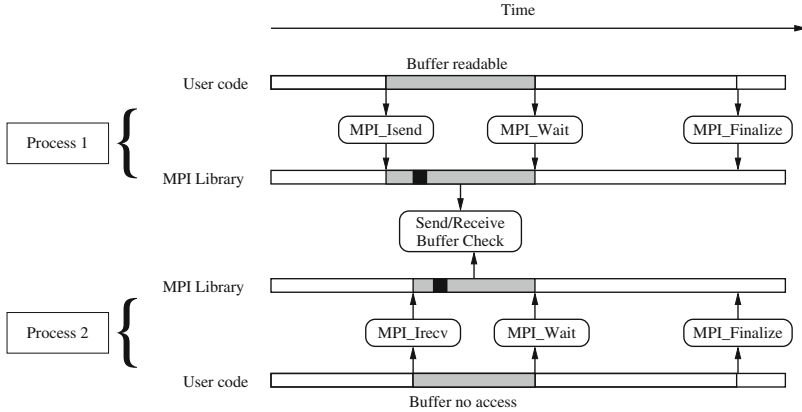 Time
Buffer readable
User code
MPI_Isend
MPI_Wait
MPI_Finalize
Process 1
MPI Library
Send/Receive
Buffer Check
MPI Library
Process 2
MPI_Irecv
MPI_Wait
MPI_Finalize
User code
Buffer no access